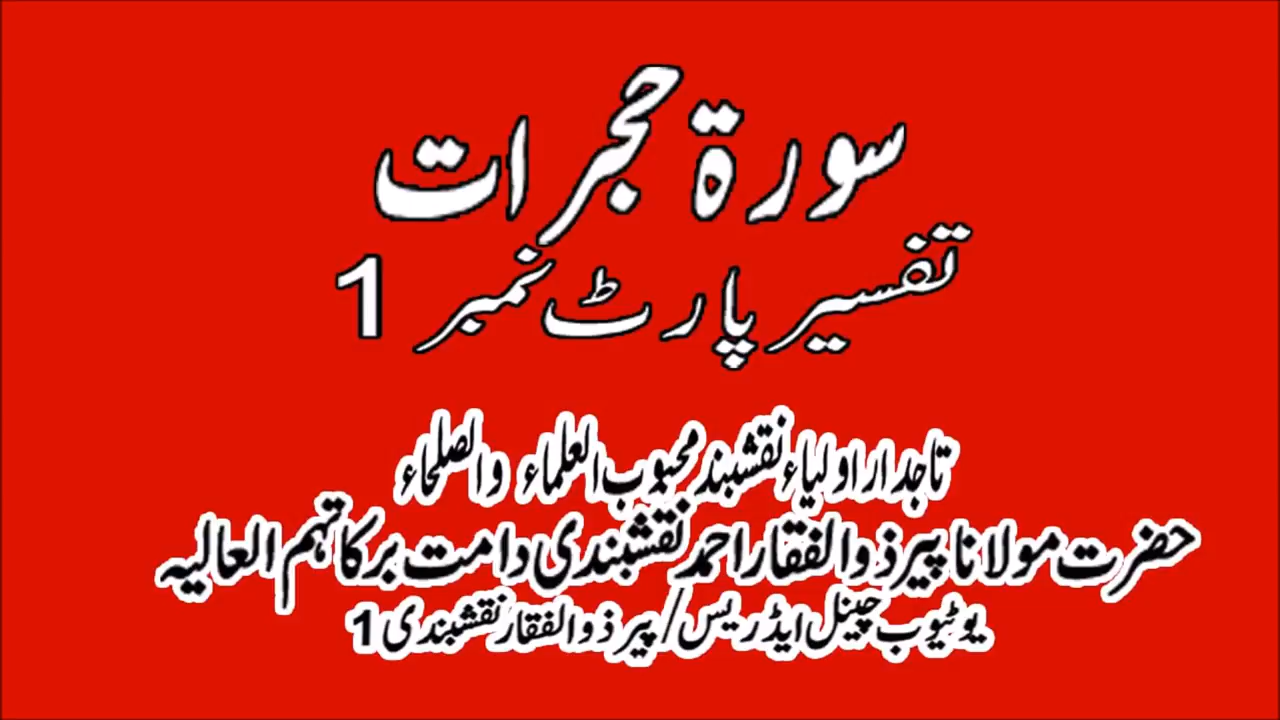 سورۃ حجرات
تفسیر پارٹ نمبر 1
تاجدار اولیاء نقشبند محبوب العلماء والصلحاء
حضرت مولانا پیر ذوالفقار احمد نقشبندی دامت برکاتہم العالیہ
یوٹیوب چینل ایڈریس/ پیر ذوالفقار نقشبندی 1